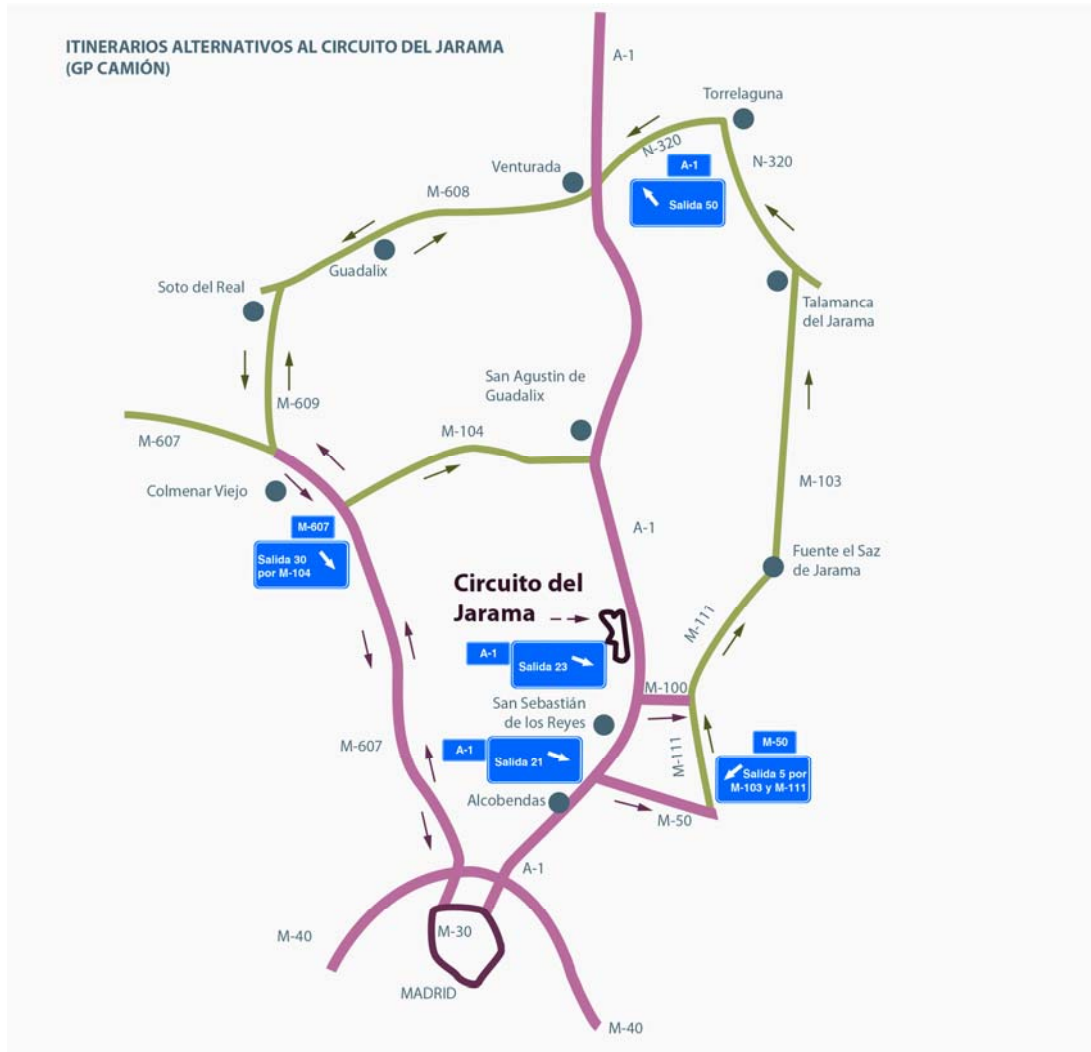 ITINERARIOS ALTERNATIVOS AL CIRCUITO DEL JARAMA
(GP CAMIÓN)
A-1
Torrelaguna
N-320
Venturada
A-1
N-320
M-608
Salida 50
Guadalix
Soto del Real
Talamanca
del Jarama
San Agustin de
Guadalix
M-609
M-104
M-607
M-103
Colmenar Viejo
M-607
A-1
Salida 30
por M-104
Fuente el Saz
de Jarama
Circuito del
Jarama
M-111
A-1
Salida 23
M-100
San Sebastián
de los Reyes
M-607
A-1
Salida 21
M-111
M-50
Salida 5 por
M-103 y M-111
Alcobendas
M-50
A-1
M-40
M-30
MADRID
M-40